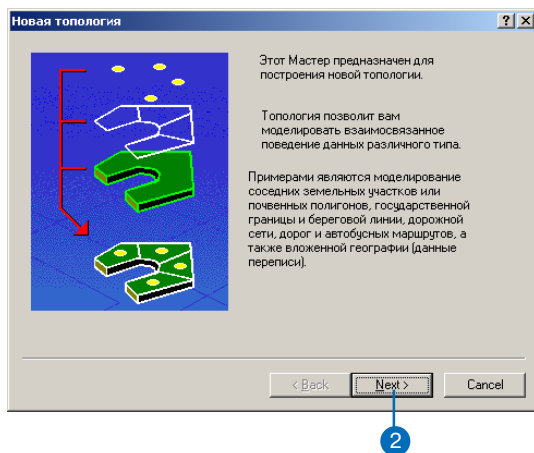 Новая топология
Этот Мастер предназначен для
построения новой топологии.
Топология позволит вам
моделировать взаимосвязанное
поведение данных различного типа.
Примерами являются моделирование
соседних земельных участков или
почвенных полигонов, государственной
границы и береговой линии, дорожной
сети, дорог и автобусных маршрутов, а
также вложенной географии (данные
переписи).
< Back Next > Cancel
2